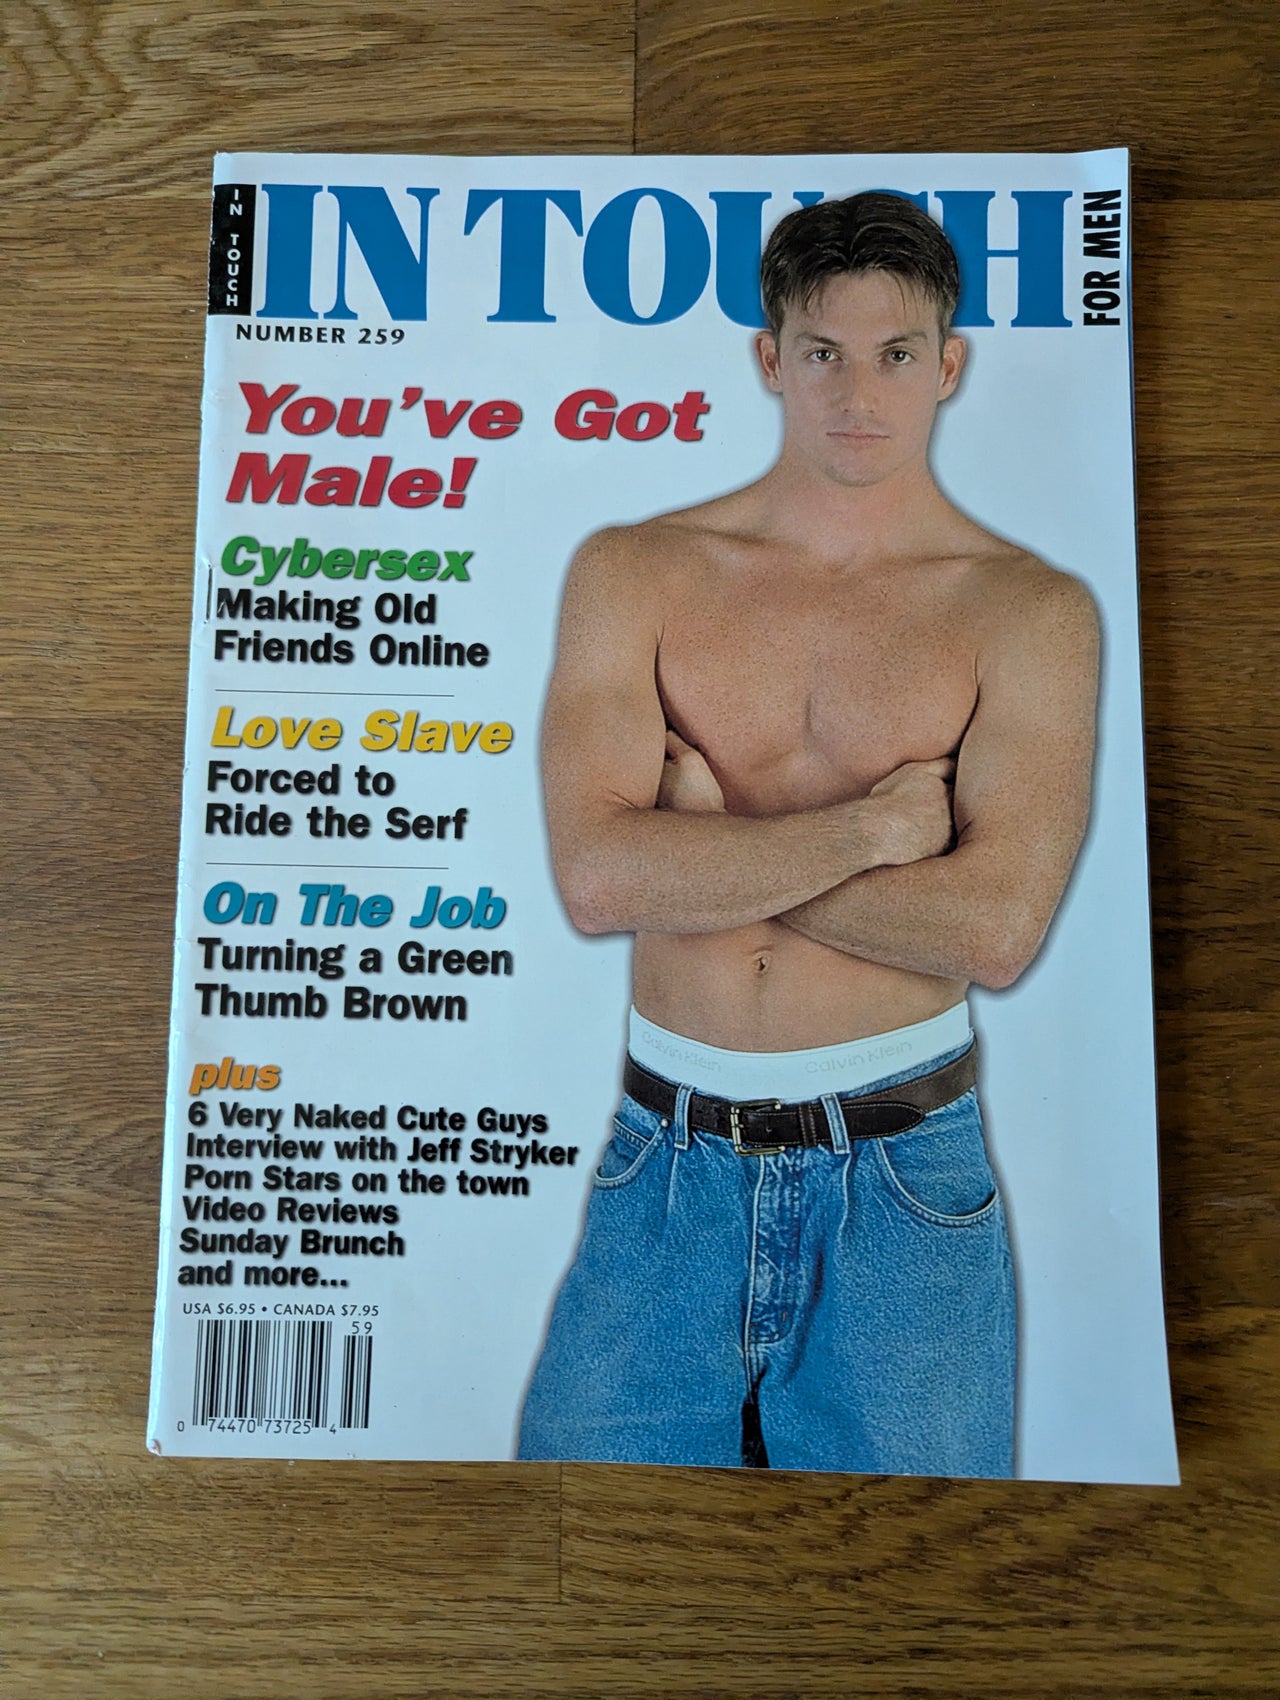 IN TOUCH
IN TOUCH
FOR MEN
NUMBER 259
You've Got
Male!
Cybersex
Making Old
Friends Online
Love Slave
Forced to
Ride the Serf
On The Job
Turning a Green
Thumb Brown
plus
6 Very Naked Cute Guys
Interview with Jeff Stryker
Porn Stars on the town
Video Reviews
Sunday Brunch
and more...
USA $6.95 • CANADA $7.95
59
0 74470 73725 4
Calvin Klein Calvin Klein